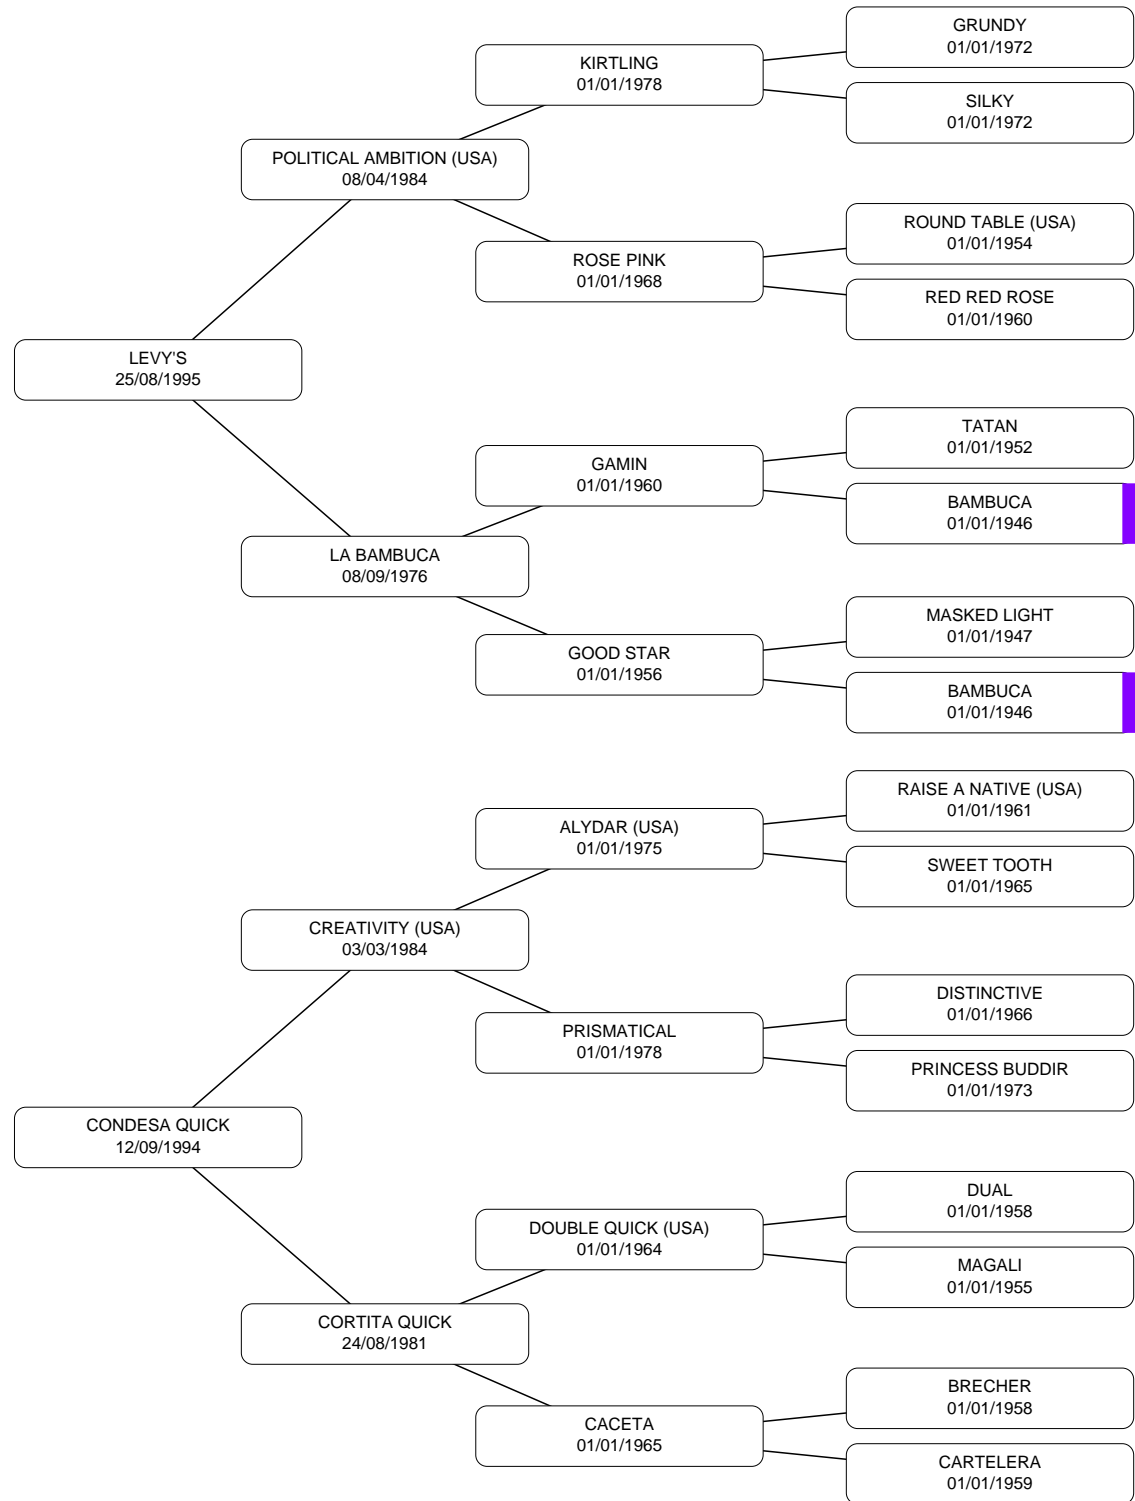 GRUNDY
01/01/1972
KIRTLING
01/01/1978
SILKY
01/01/1972
POLITICAL AMBITION (USA)
08/04/1984
ROUND TABLE (USA)
01/01/1954
ROSE PINK
01/01/1968
RED RED ROSE
01/01/1960
LEVY'S
25/08/1995
TATAN
01/01/1952
GAMIN
01/01/1960
BAMBUCA
01/01/1946
LA BAMBUCA
08/09/1976
MASKED LIGHT
01/01/1947
GOOD STAR
01/01/1956
BAMBUCA
01/01/1946
RAISE A NATIVE (USA)
01/01/1961
ALYDAR (USA)
01/01/1975
SWEET TOOTH
01/01/1965
CREATIVITY (USA)
03/03/1984
DISTINCTIVE
01/01/1966
PRISMATICAL
01/01/1978
PRINCESS BUDDIR
01/01/1973
CONDESA QUICK
12/09/1994
DUAL
01/01/1958
DOUBLE QUICK (USA)
01/01/1964
MAGALI
01/01/1955
CORTITA QUICK
24/08/1981
BRECHER
01/01/1958
CACETA
01/01/1965
CARTELERA
01/01/1959